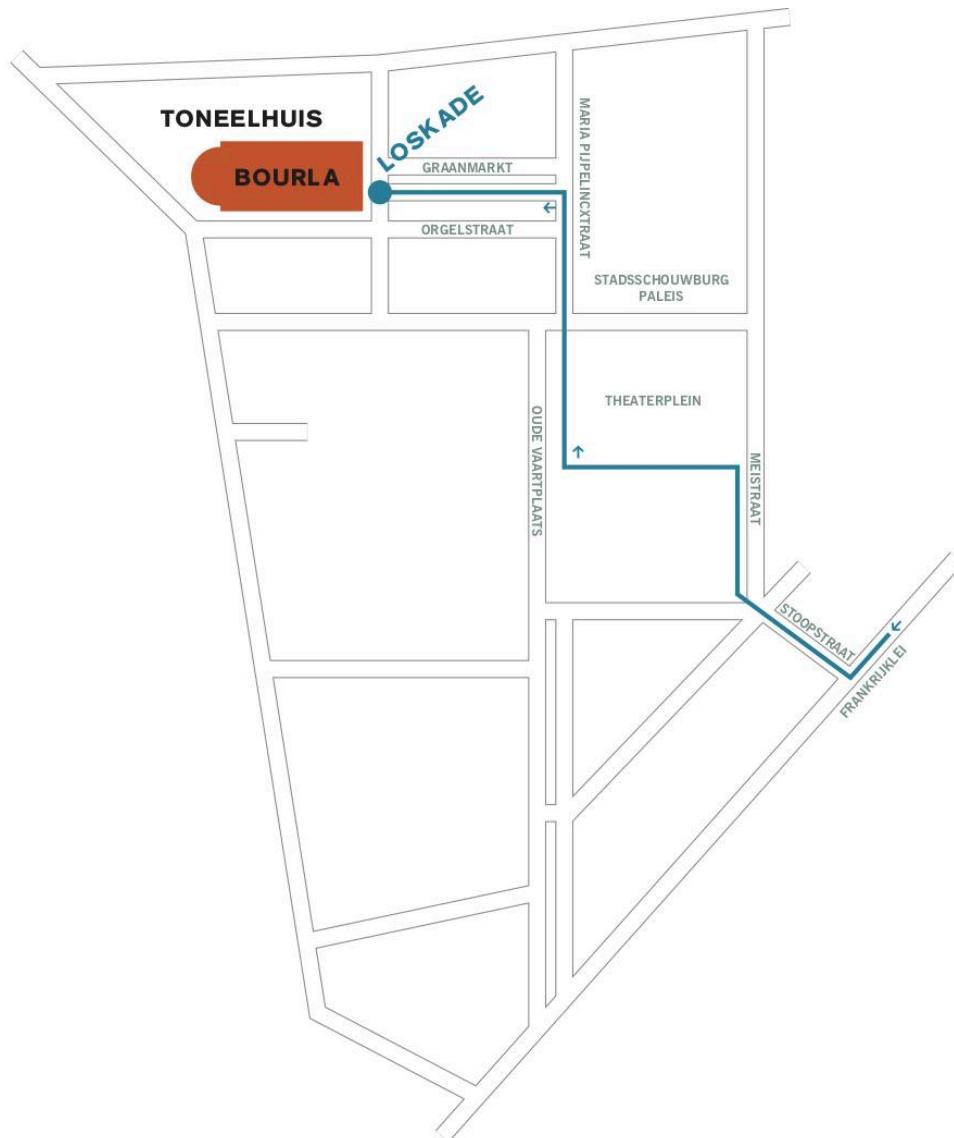 TONEELHUIS
BOURLA
LOSKADE
GRAANMARKT
MARIA PIJPELINCXTRAAT
ORGELSTRAAT
STADSSCHOUWBURG
PALEIS
THEATERPLEIN
OUDE VAARTPLAATS
MEISTRAAT
STOOPSTRAAT
FRANKRIJKLEI